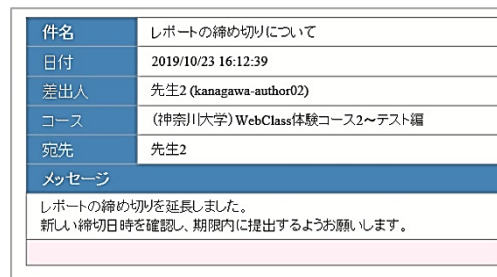 件名 レポートの締め切りについて
日付 2019/10/23 16:12:39
差出人 先生2 (kanagawa-author02)
コース （神奈川大学）WebClass体験コース2～テスト編
宛先 先生2
メッセージ
レポートの締め切りを延長しました。
新しい締切日時を確認し、期限内に提出するようお願いします。